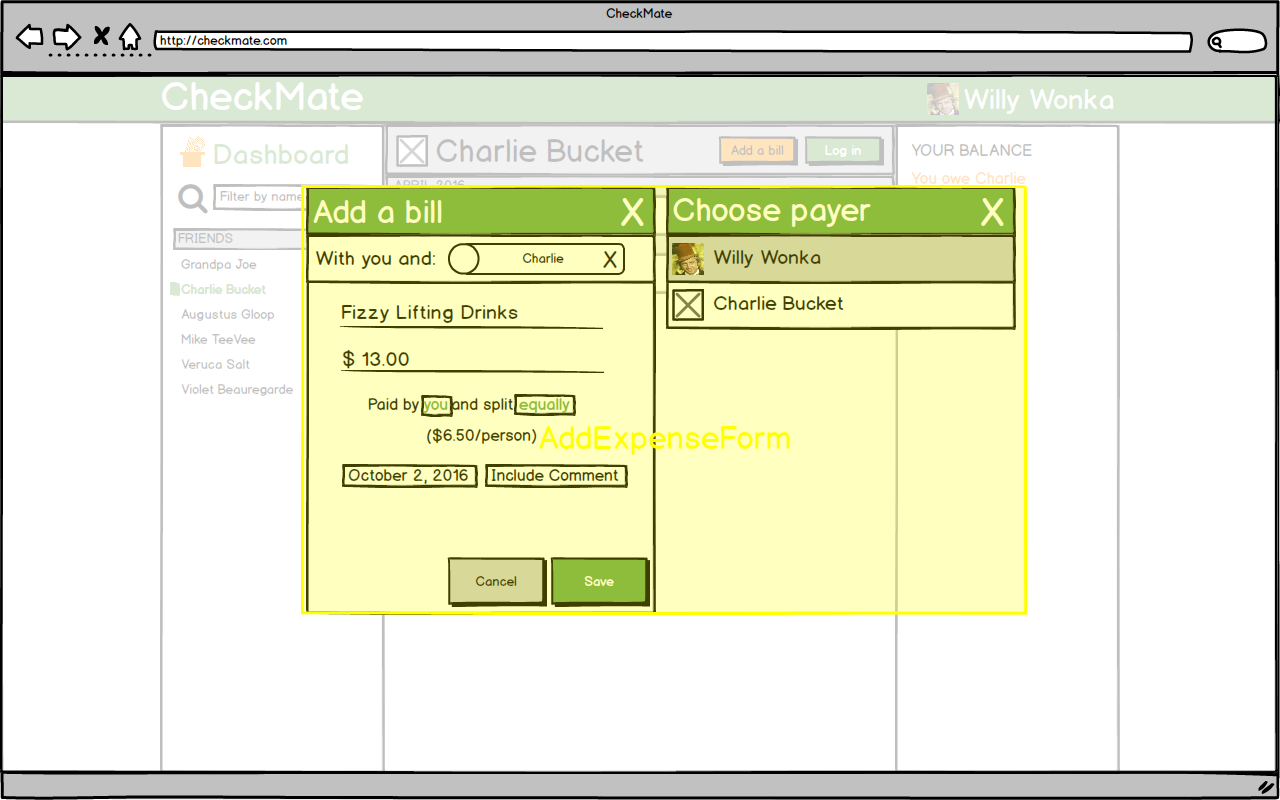 CheckMate
http://checkmate.com
CheckMate
Willy Wonka
Dashboard
Filter by name
FRIENDS
Grandpa Joe
Charlie Bucket
Augustus Gloop
Mike TeeVee
Veruca Salt
Violet Beauregarde
Charlie Bucket
Add a bill
Log in
APRIL 2016
YOUR BALANCE
You owe Charlie
Add a bill
X
With you and:
Charlie
X
Fizzy Lifting Drinks
$ 13.00
Paid by you and split equally
($6.50/person)
AddExpenseForm
October 2, 2016
Include Comment
Cancel
Save
Choose payer
X
Willy Wonka
Charlie Bucket